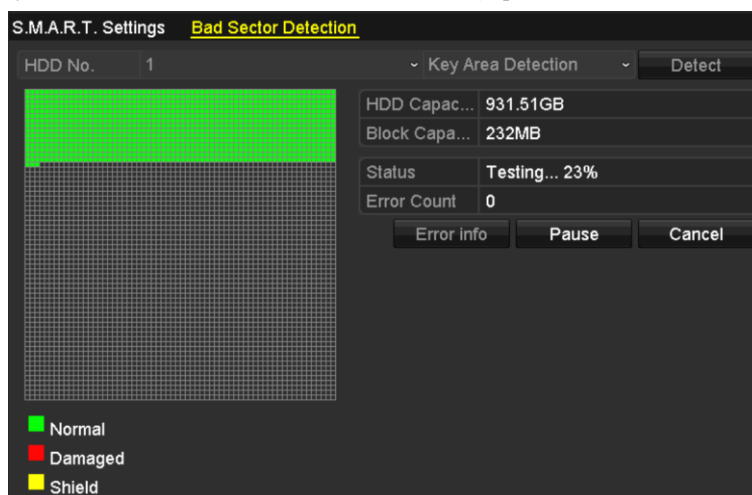 S.M.A.R.T. Settings Bad Sector Detection
HDD No. 1 Key Area Detection Detect
HDD Capac... 931.51GB
Block Capa... 232MB
Status Testing... 23%
Error Count 0
Error info Pause Cancel
Normal
Damaged
Shield